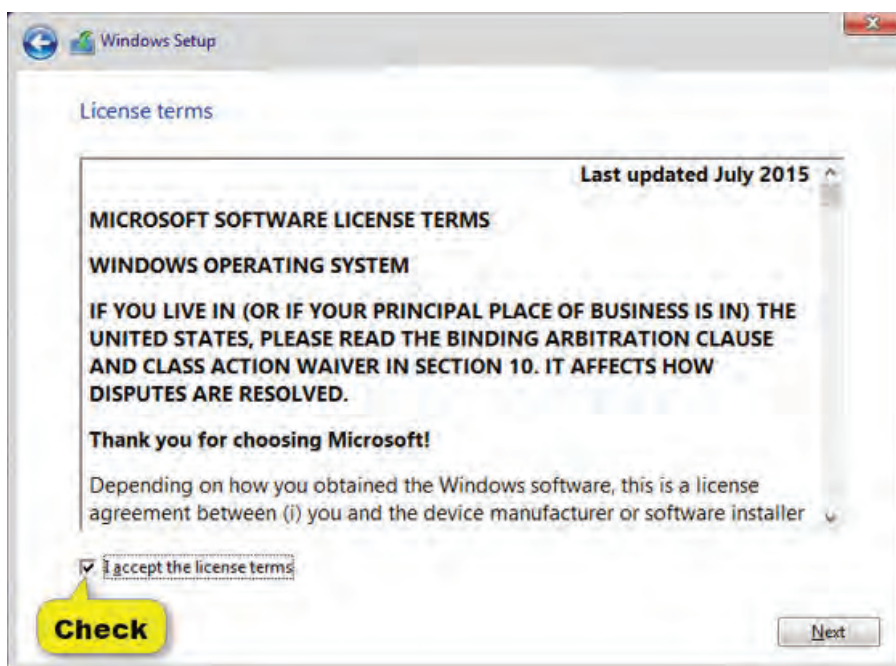 Windows Setup
License terms
Last updated July 2015
MICROSOFT SOFTWARE LICENSE TERMS
WINDOWS OPERATING SYSTEM
IF YOU LIVE IN (OR IF YOUR PRINCIPAL PLACE OF BUSINESS IS IN) THE
UNITED STATES, PLEASE READ THE BINDING ARBITRATION CLAUSE
AND CLASS ACTION WAIVER IN SECTION 10. IT AFFECTS HOW
DISPUTES ARE RESOLVED.
Thank you for choosing Microsoft!
Depending on how you obtained the Windows software, this is a license
agreement between (i) you and the device manufacturer or software installer
I accept the license terms
Check
Next